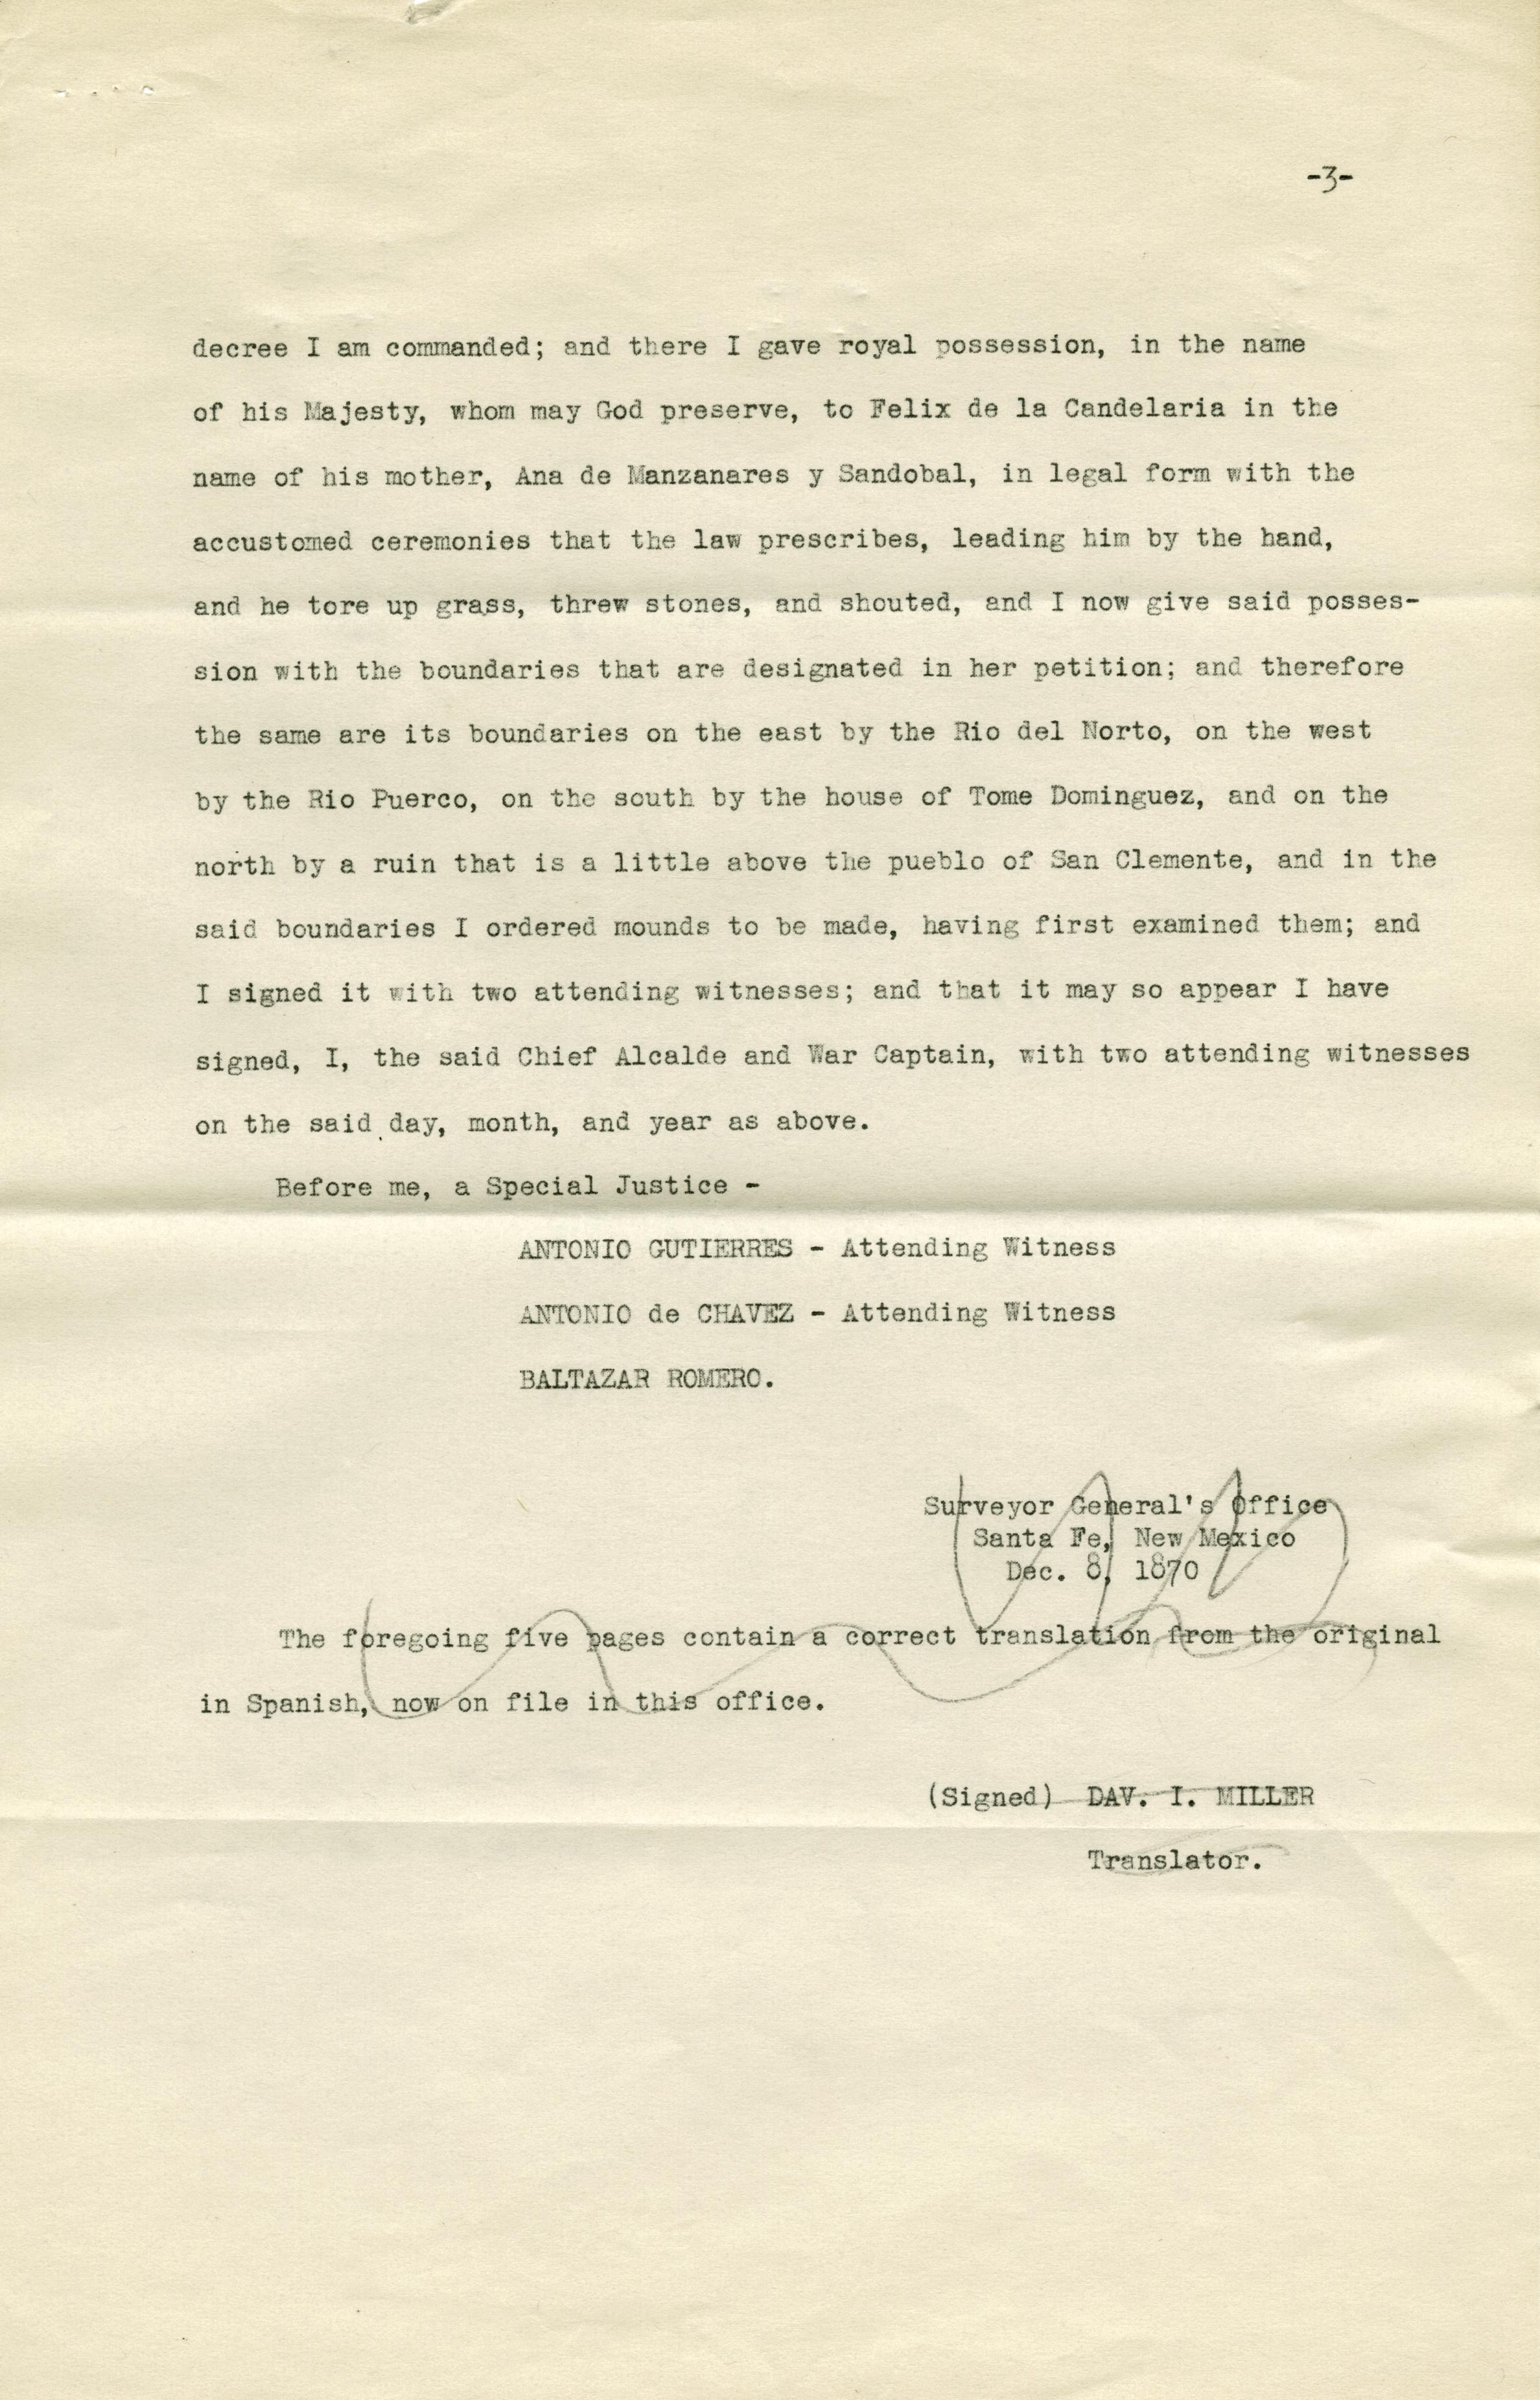 -3-
decree I am commanded; and there I gave royal possession, in the name
of his Majesty, whom may God preserve, to Felix de la Candelaria in the
name of his mother, Ana de Manzanares y Sandobal, in legal form with the
accustomed ceremonies that the law prescribes, leading him by the hand,
and he tore up grass, threw stones, and shouted, and I now give said posses-
sion with the boundaries that are designated in her petition; and therefore
the same are its boundaries on the east by the Rio del Norto, on the west
by the Rio Puerco, on the south by the house of Tome Dominguez, and on the
north by a ruin that is a little above the pueblo of San Clemente, and in the
said boundaries I ordered mounds to be made, having first examined them; and
I signed it with two attending witnesses; and that it may so appear I have
signed, I, the said Chief Alcalde and War Captain, with two attending witnesses
on the said day, month, and year as above.
Before me, a Special Justice -
ANTONIO GUTIERRES - Attending Witness
ANTONIO de CHAVEZ - Attending Witness
BALTAZAR ROMERO.
Surveyor General's Office
Santa Fe, New Mexico
Dec. 8, 1870
The foregoing five pages contain a correct translation from the original
in Spanish, now on file in this office.
(Signed) DAV. I. MILLER
Translator.